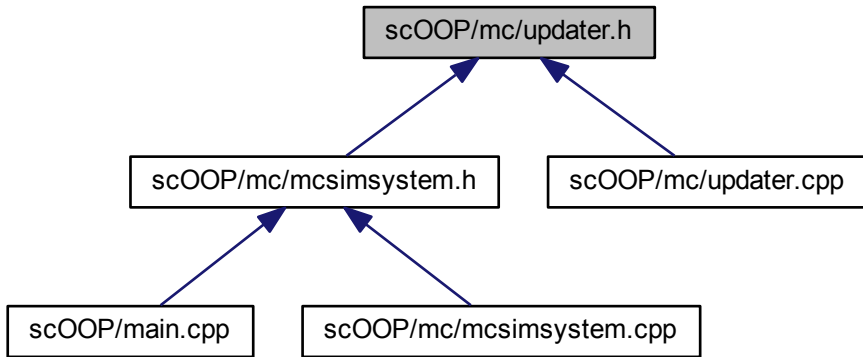 scOOP/mc/updater.h
scOOP/mc/mcsimsystem.h
scOOP/mc/updater.cpp
scOOP/main.cpp
scOOP/mc/mcsimsystem.cpp